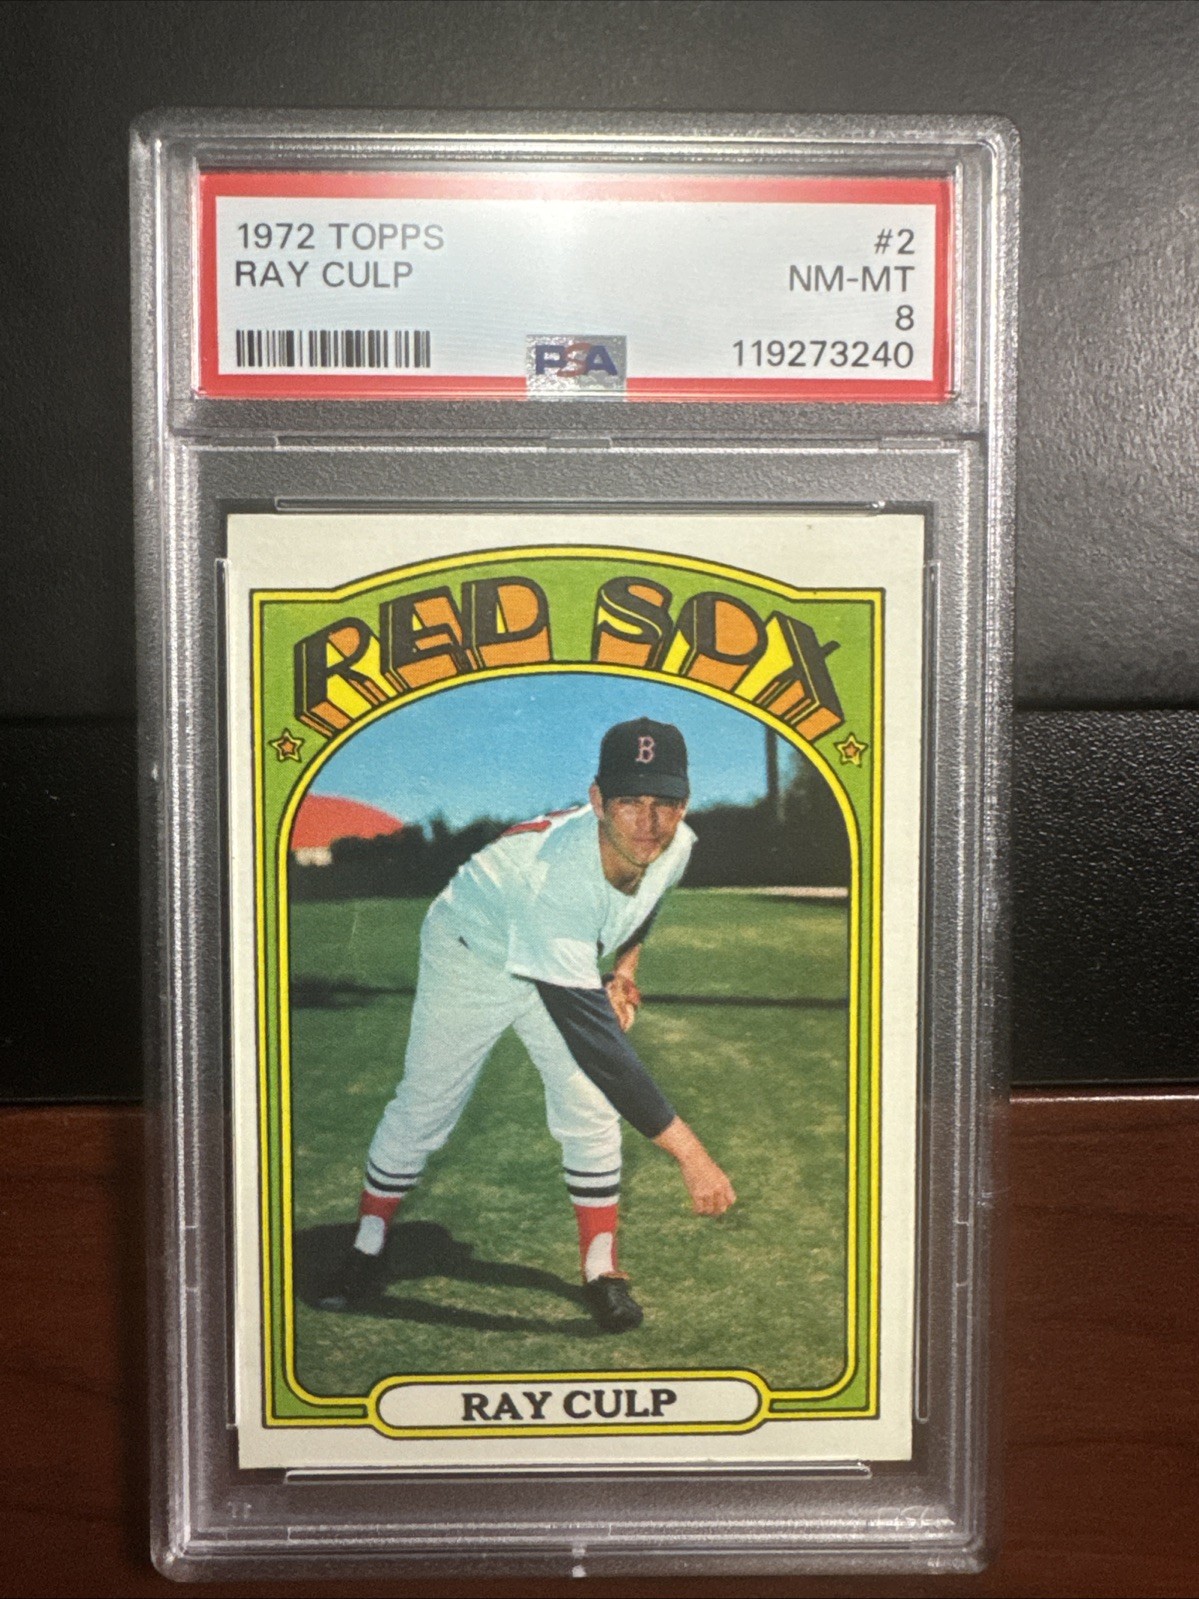 1972 TOPPS #2
RAY CULP NM-MT
8
PSA 119273240
RED SOX
B
RAY CULP